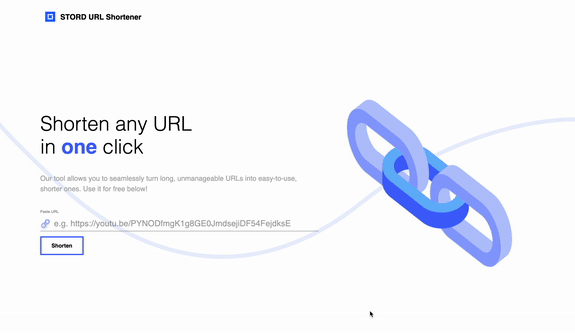 STORD URL Shortener
Shorten any URL
in one click
Our tool allows you to seamlessly turn long, unmanageable URLs into easy-to-use,
shorter ones. Use it for free below!
Paste URL
e.g. https://youtu.be/PYNODfmgK1g8GE0JmdsejiDF54FejdksE
Shorten